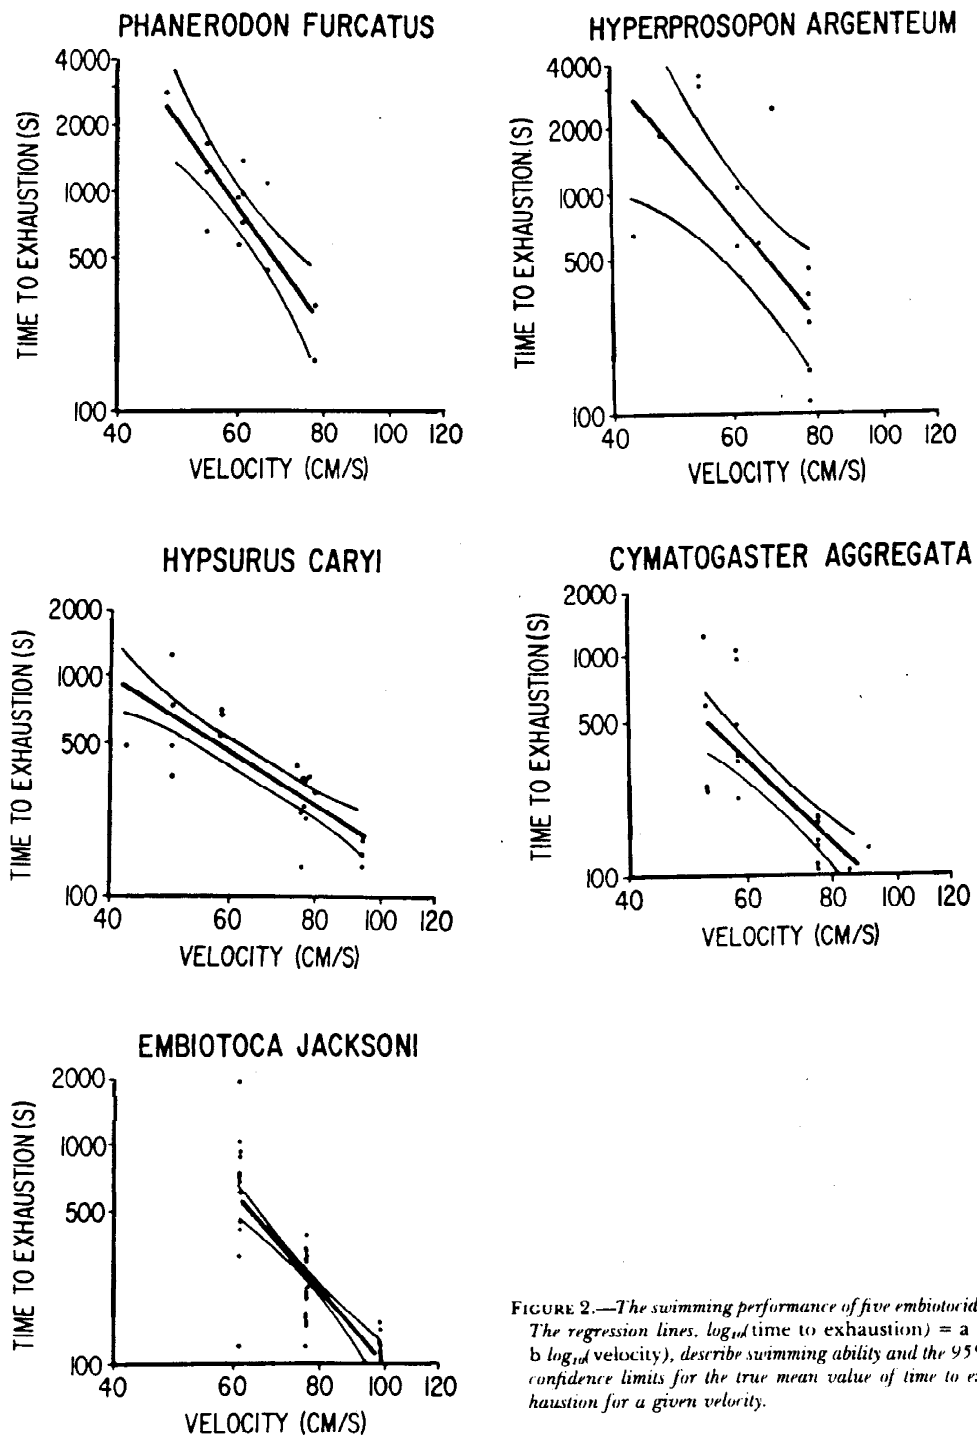 PHANERODON FURCATUS
TIME TO EXHAUSTION (S)
4000
2000
1000
500
100
40 60 80 100 120
VELOCITY (CM/S)
HYPERPROSOPON ARGENTEUM
TIME TO EXHAUSTION (S)
4000
2000
1000
500
100
40 60 80 100 120
VELOCITY (CM/S)
HYPSURUS CARYI
TIME TO EXHAUSTION (S)
2000
1000
500
100
40 60 80 100 120
VELOCITY (CM/S)
CYMATOGASTER AGGREGATA
TIME TO EXHAUSTION (S)
2000
1000
500
100
40 60 80 100 120
VELOCITY (CM/S)
EMBIOTOCA JACKSONI
TIME TO EXHAUSTION (S)
2000
1000
500
100
40 60 80 100 120
VELOCITY (CM/S)
FIGURE 2.—The swimming performance of five embiotocid
The regression lines, log₁₀(time to exhaustion) = a
b log₁₀(velocity), describe swimming ability and the 95
confidence limits for the true mean value of time to e
haustion for a given velocity.